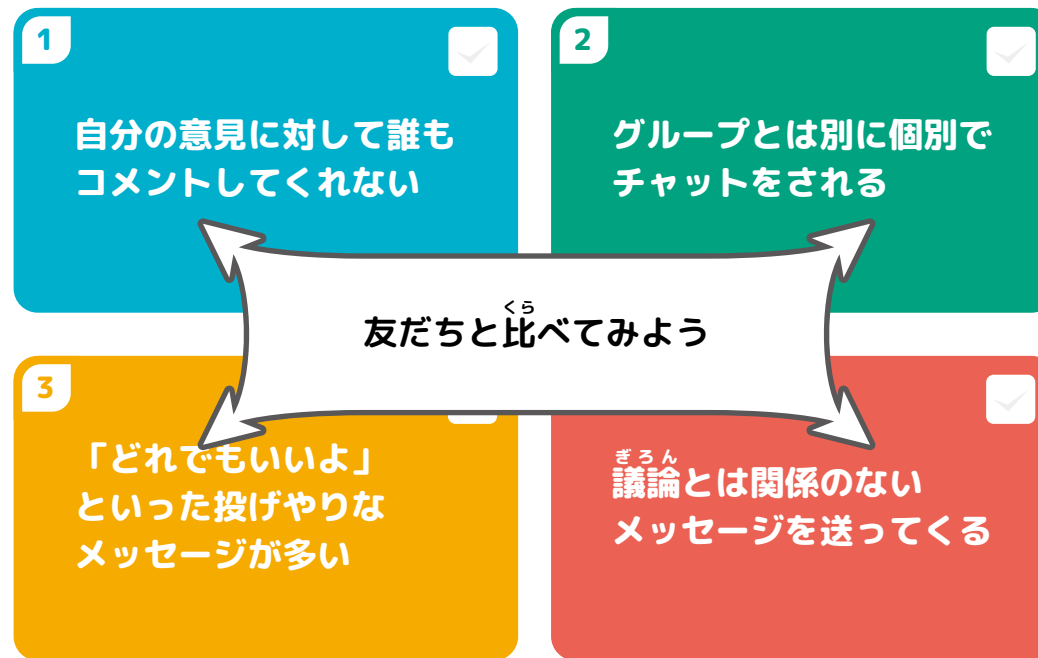 1
自分の意見に対して誰も
コメントしてくれない
2
グループとは別に個別で
チャットをされる
友だちと比べてみよう
くら
3
「どれでもいいよ」
といった投げやりな
メッセージが多い
ぎろん
議論とは関係のない
メッセージを送ってくる